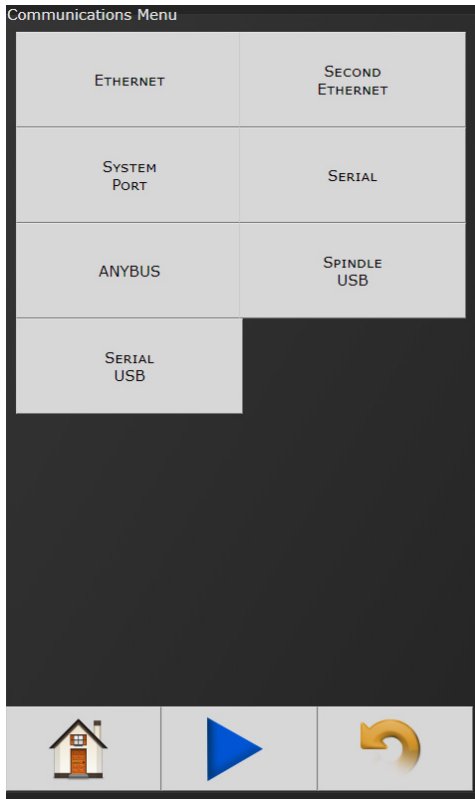 Communications Menu
Ethernet
Second
Ethernet
System
Port
Serial
ANYBUS
Spindle
USB
Serial
USB